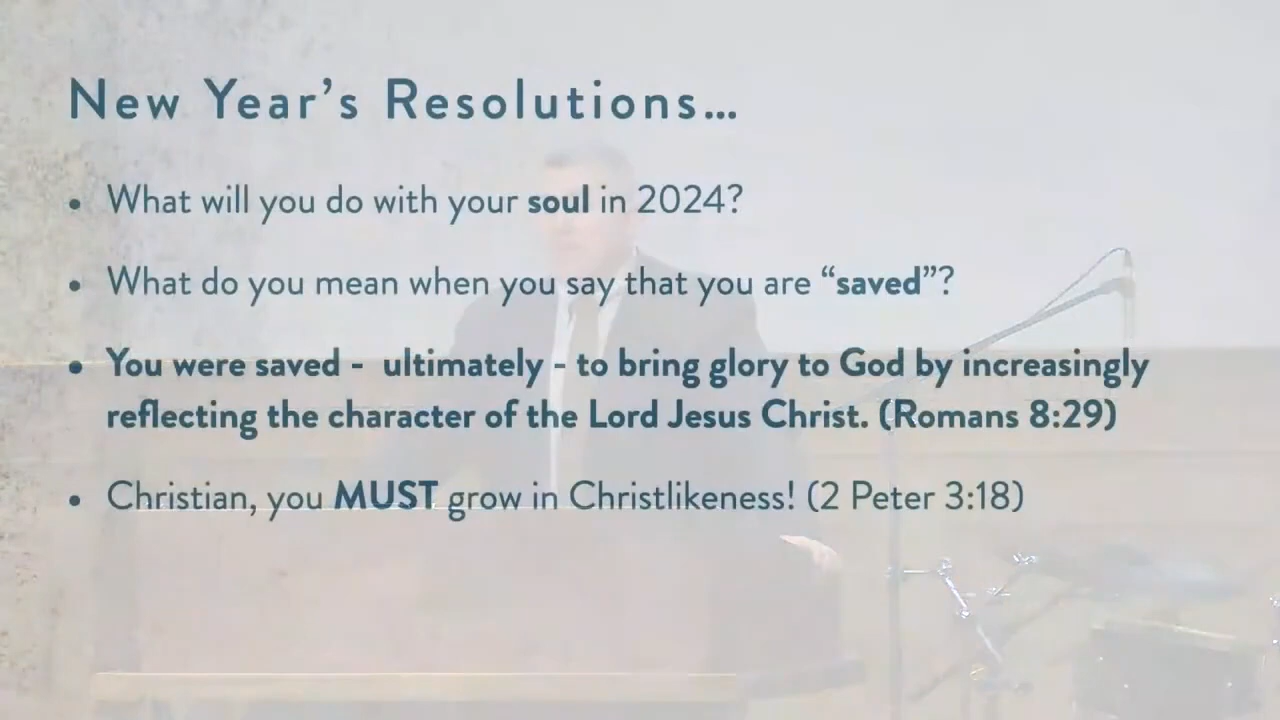 New Year’s Resolutions…
• What will you do with your soul in 2024?
• What do you mean when you say that you are “saved”?
• You were saved - ultimately - to bring glory to God by increasingly
reflecting the character of the Lord Jesus Christ. (Romans 8:29)
• Christian, you MUST grow in Christlikeness! (2 Peter 3:18)